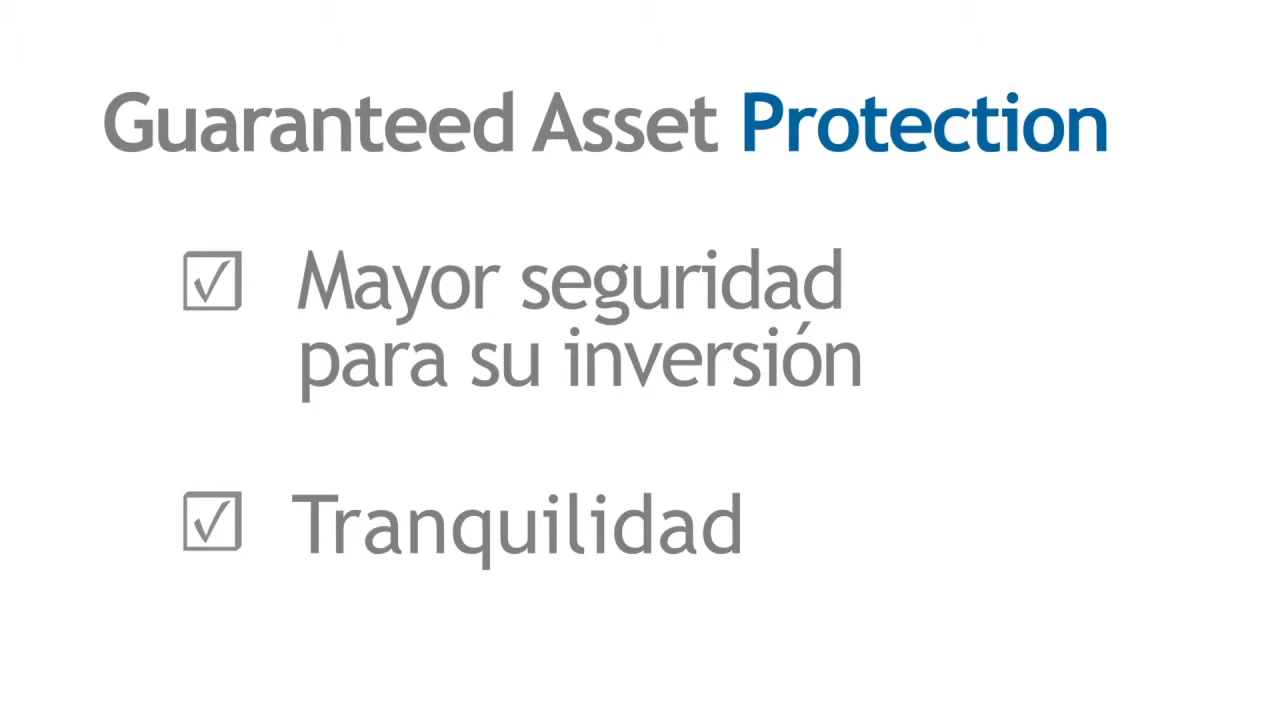 Guaranteed Asset Protection
Mayor seguridad
para su inversión
Tranquilidad